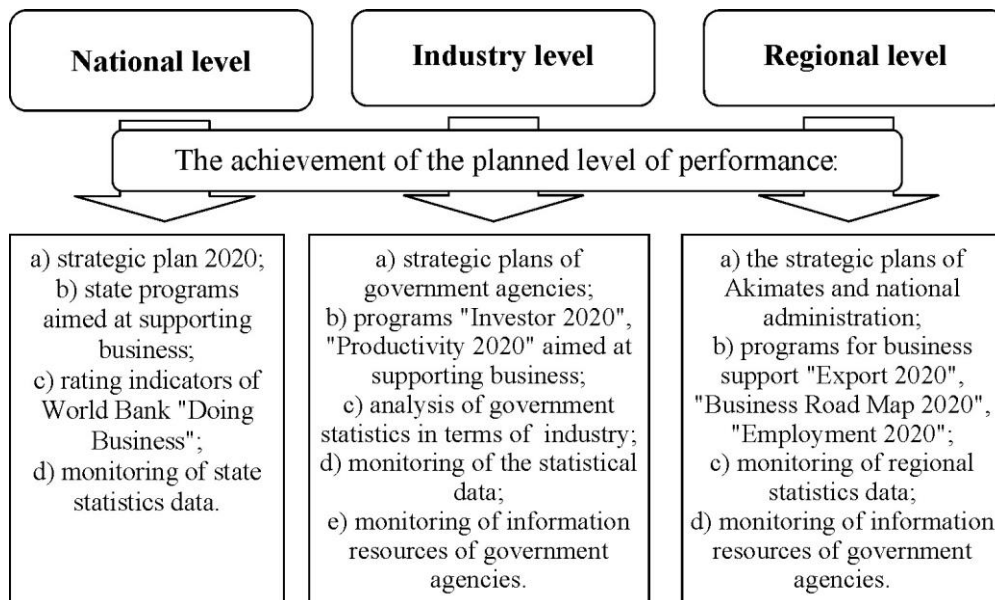 National level
Industry level
Regional level
The achievement of the planned level of performance:
a) strategic plan 2020;
b) state programs
aimed at supporting
business;
c) rating indicators of
World Bank "Doing
Business";
d) monitoring of state
statistics data.
a) strategic plans of
government agencies;
b) programs "Investor 2020",
"Productivity 2020" aimed at
supporting business;
c) analysis of government
statistics in terms of industry;
d) monitoring of the statistical
data;
e) monitoring of information
resources of government
agencies.
a) the strategic plans of
Akimates and national
administration;
b) programs for business
support "Export 2020",
"Business Road Map 2020",
"Employment 2020";
c) monitoring of regional
statistics data;
d) monitoring of information
resources of government
agencies.